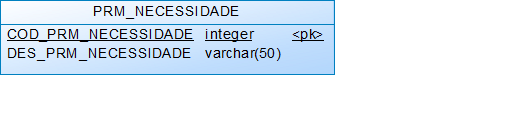 PRM_NECESSIDADE
COD_PRM_NECESSIDADE integer <pk>
DES_PRM_NECESSIDADE varchar(50)